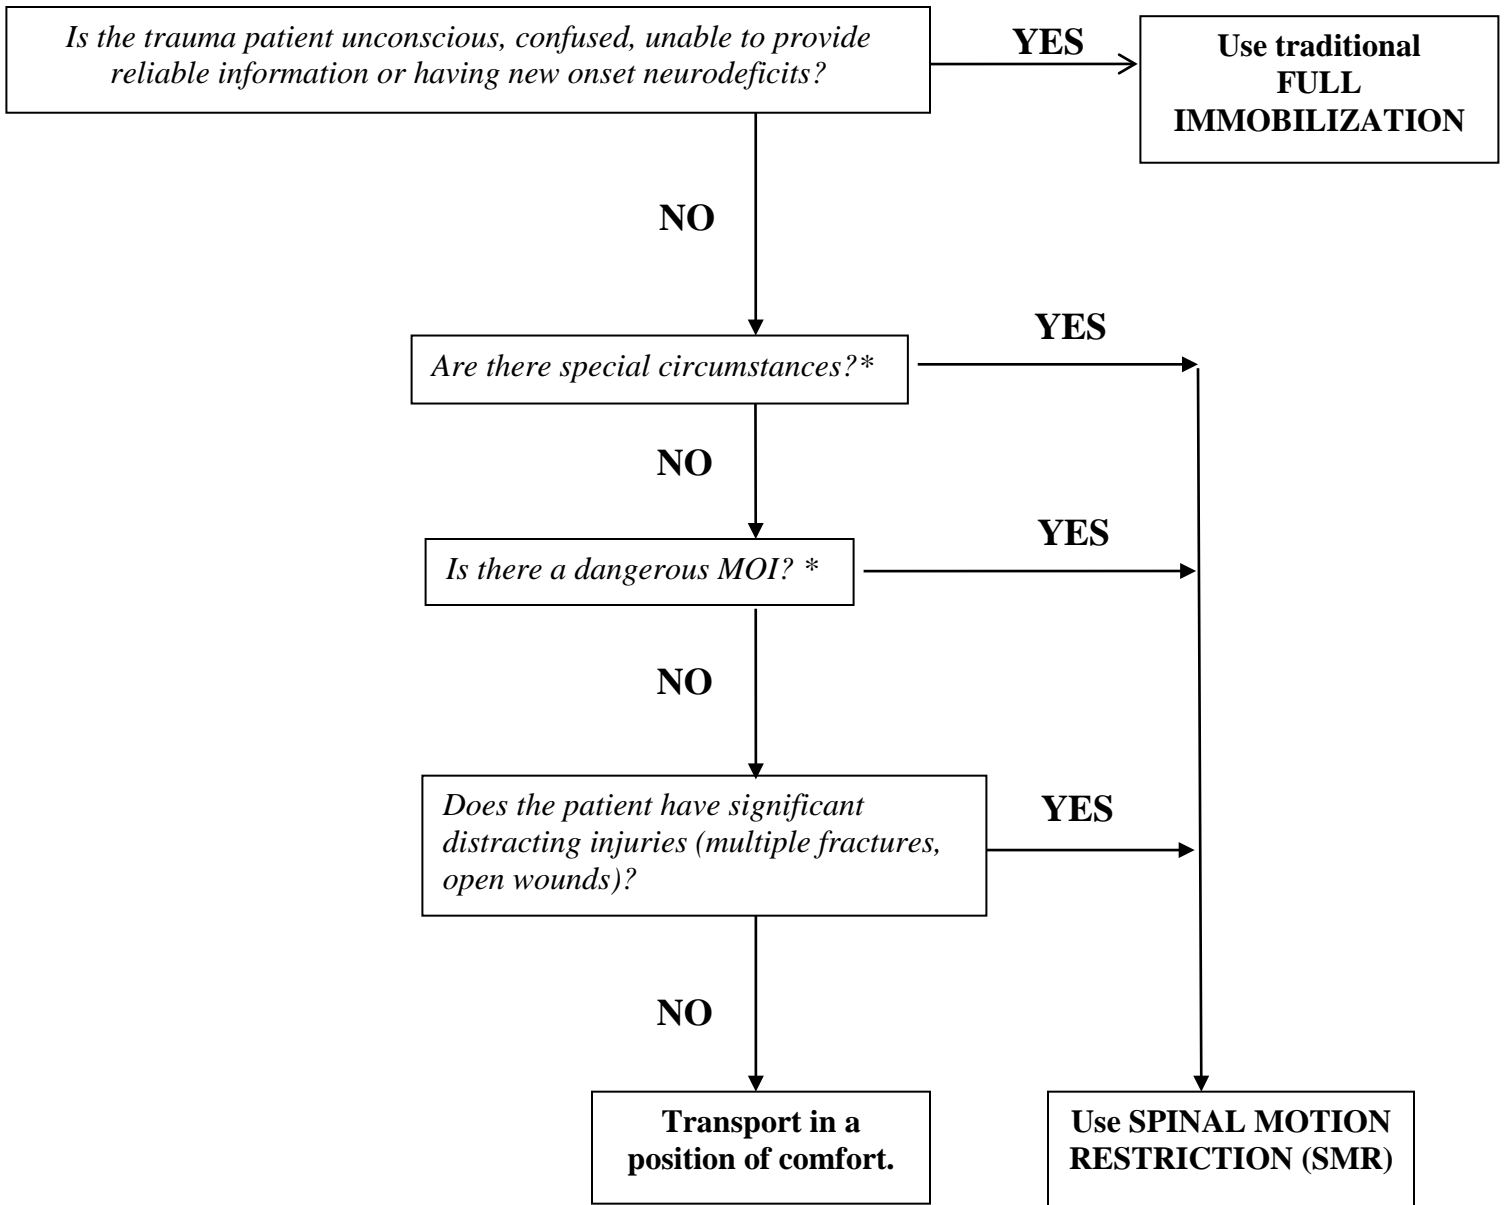 Is the trauma patient unconscious, confused, unable to provide
reliable information or having new onset neurodeficits?
YES
Use traditional
FULL
IMMOBILIZATION
NO
Are there special circumstances?*
YES
NO
Is there a dangerous MOI? *
YES
NO
Does the patient have significant
distracting injuries (multiple fractures,
open wounds)?
YES
NO
Transport in a
position of comfort.
Use SPINAL MOTION
RESTRICTION (SMR)